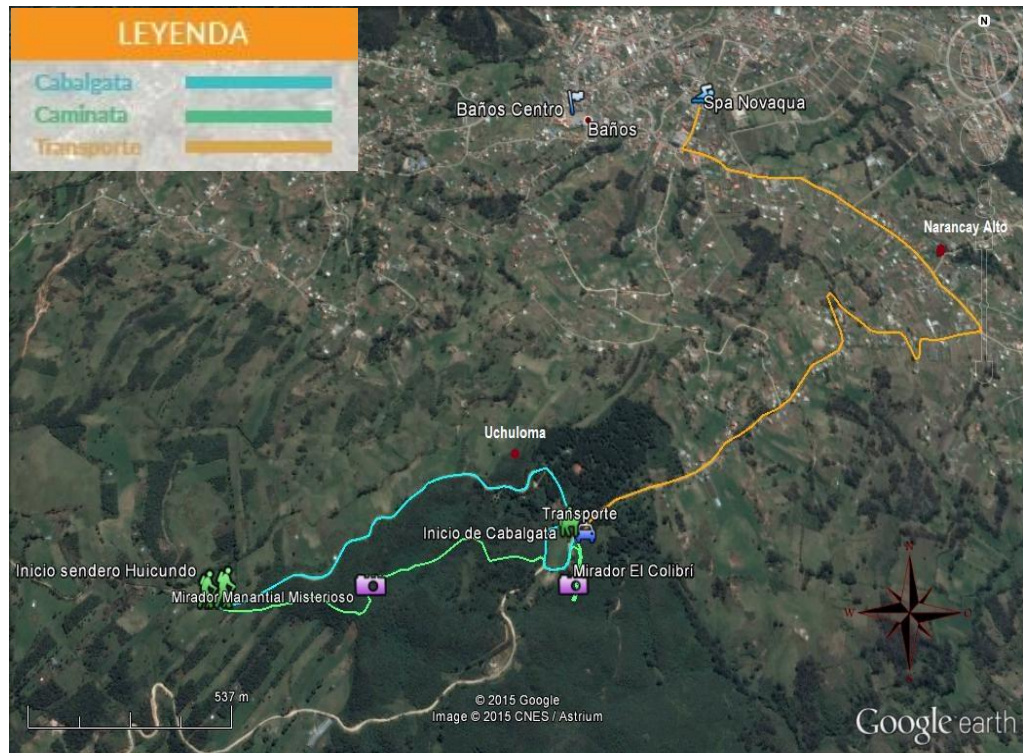 LEYENDA
Cabalgata
Caminata
Transporte
N
Baños Centro
Spa Novaqua
Baños
Narancay Alto
Uchuloma
Transporte
Inicio de Cabalgata
Inicio sendero Huicundo
Mirador El Colibrí
Mirador Manantial Misterioso
N
W
E
S
537 m
© 2015 Google
Image © 2015 CNES / Astrium
Google earth